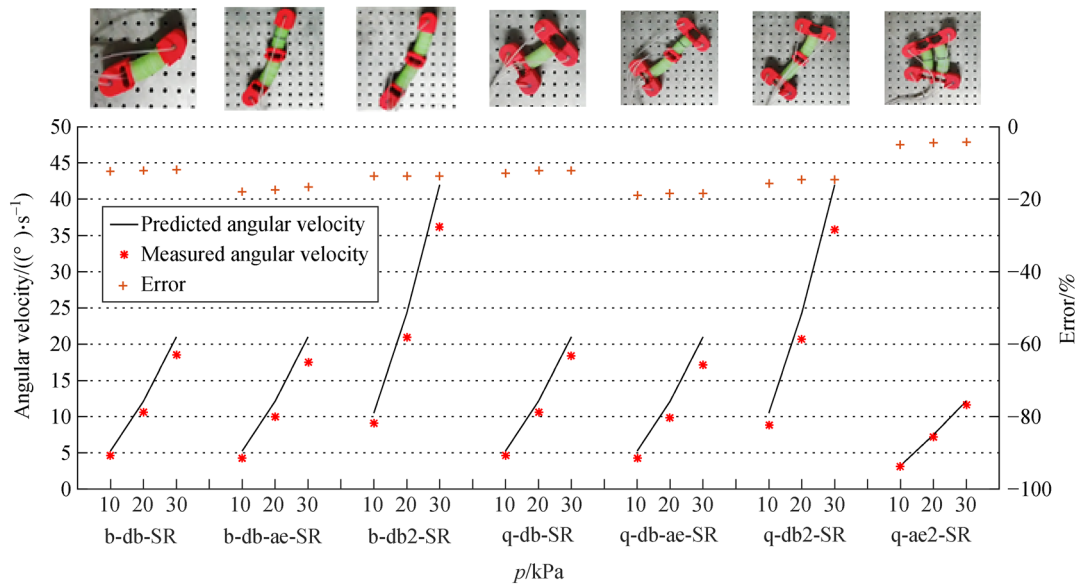 50
45
40
35
30
25
20
15
10
5
0
Angular velocity/((° )·s⁻¹)
Predicted angular velocity
Measured angular velocity
Error
0
−20
−40
−60
−80
−100
Error/%
10 20 30 10 20 30 10 20 30 10 20 30 10 20 30 10 20 30 10 20 30
b-db-SR b-db-ae-SR b-db2-SR q-db-SR q-db-ae-SR q-db2-SR q-ae2-SR
p/kPa